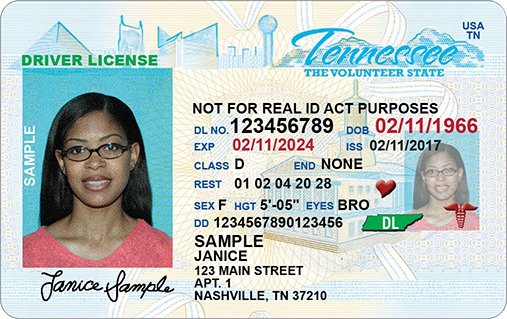 USA
TN
Tennessee
THE VOLUNTEER STATE
DRIVER LICENSE
SAMPLE
NOT FOR REAL ID ACT PURPOSES
DL NO. 123456789 DOB 02/11/1966
EXP 02/11/2024 ISS 02/11/2017
CLASS D END NONE
REST 01 02 04 20 28
SEX F HGT 5'-05" EYES BRO
DL
DD 1234567890123456
SAMPLE
JANICE
123 MAIN STREET
APT. 1
NASHVILLE, TN 37210
Janice Sample